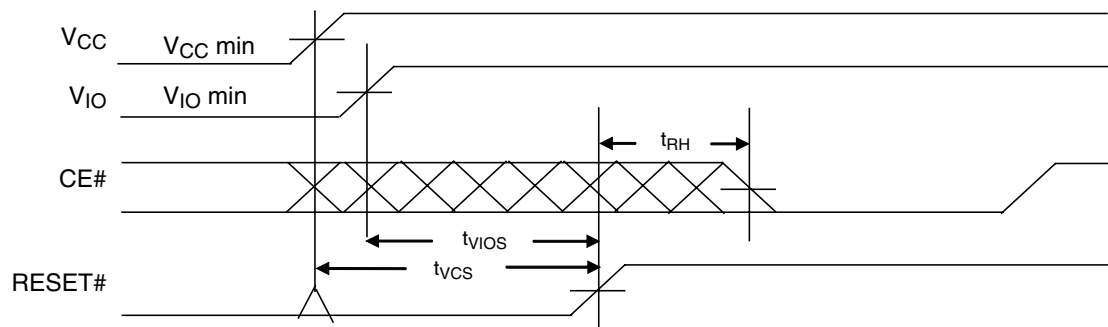 VCC
VCC min
VIO
VIO min
tRH
CE#
tVIOS
tVCS
RESET#